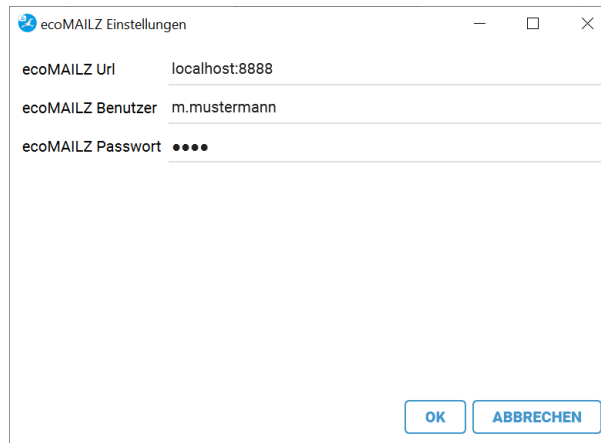 ecoMAILZ Einstellungen
ecoMAILZ Url localhost:8888
ecoMAILZ Benutzer m.mustermann
ecoMAILZ Passwort ●●●●
OK ABBRECHEN